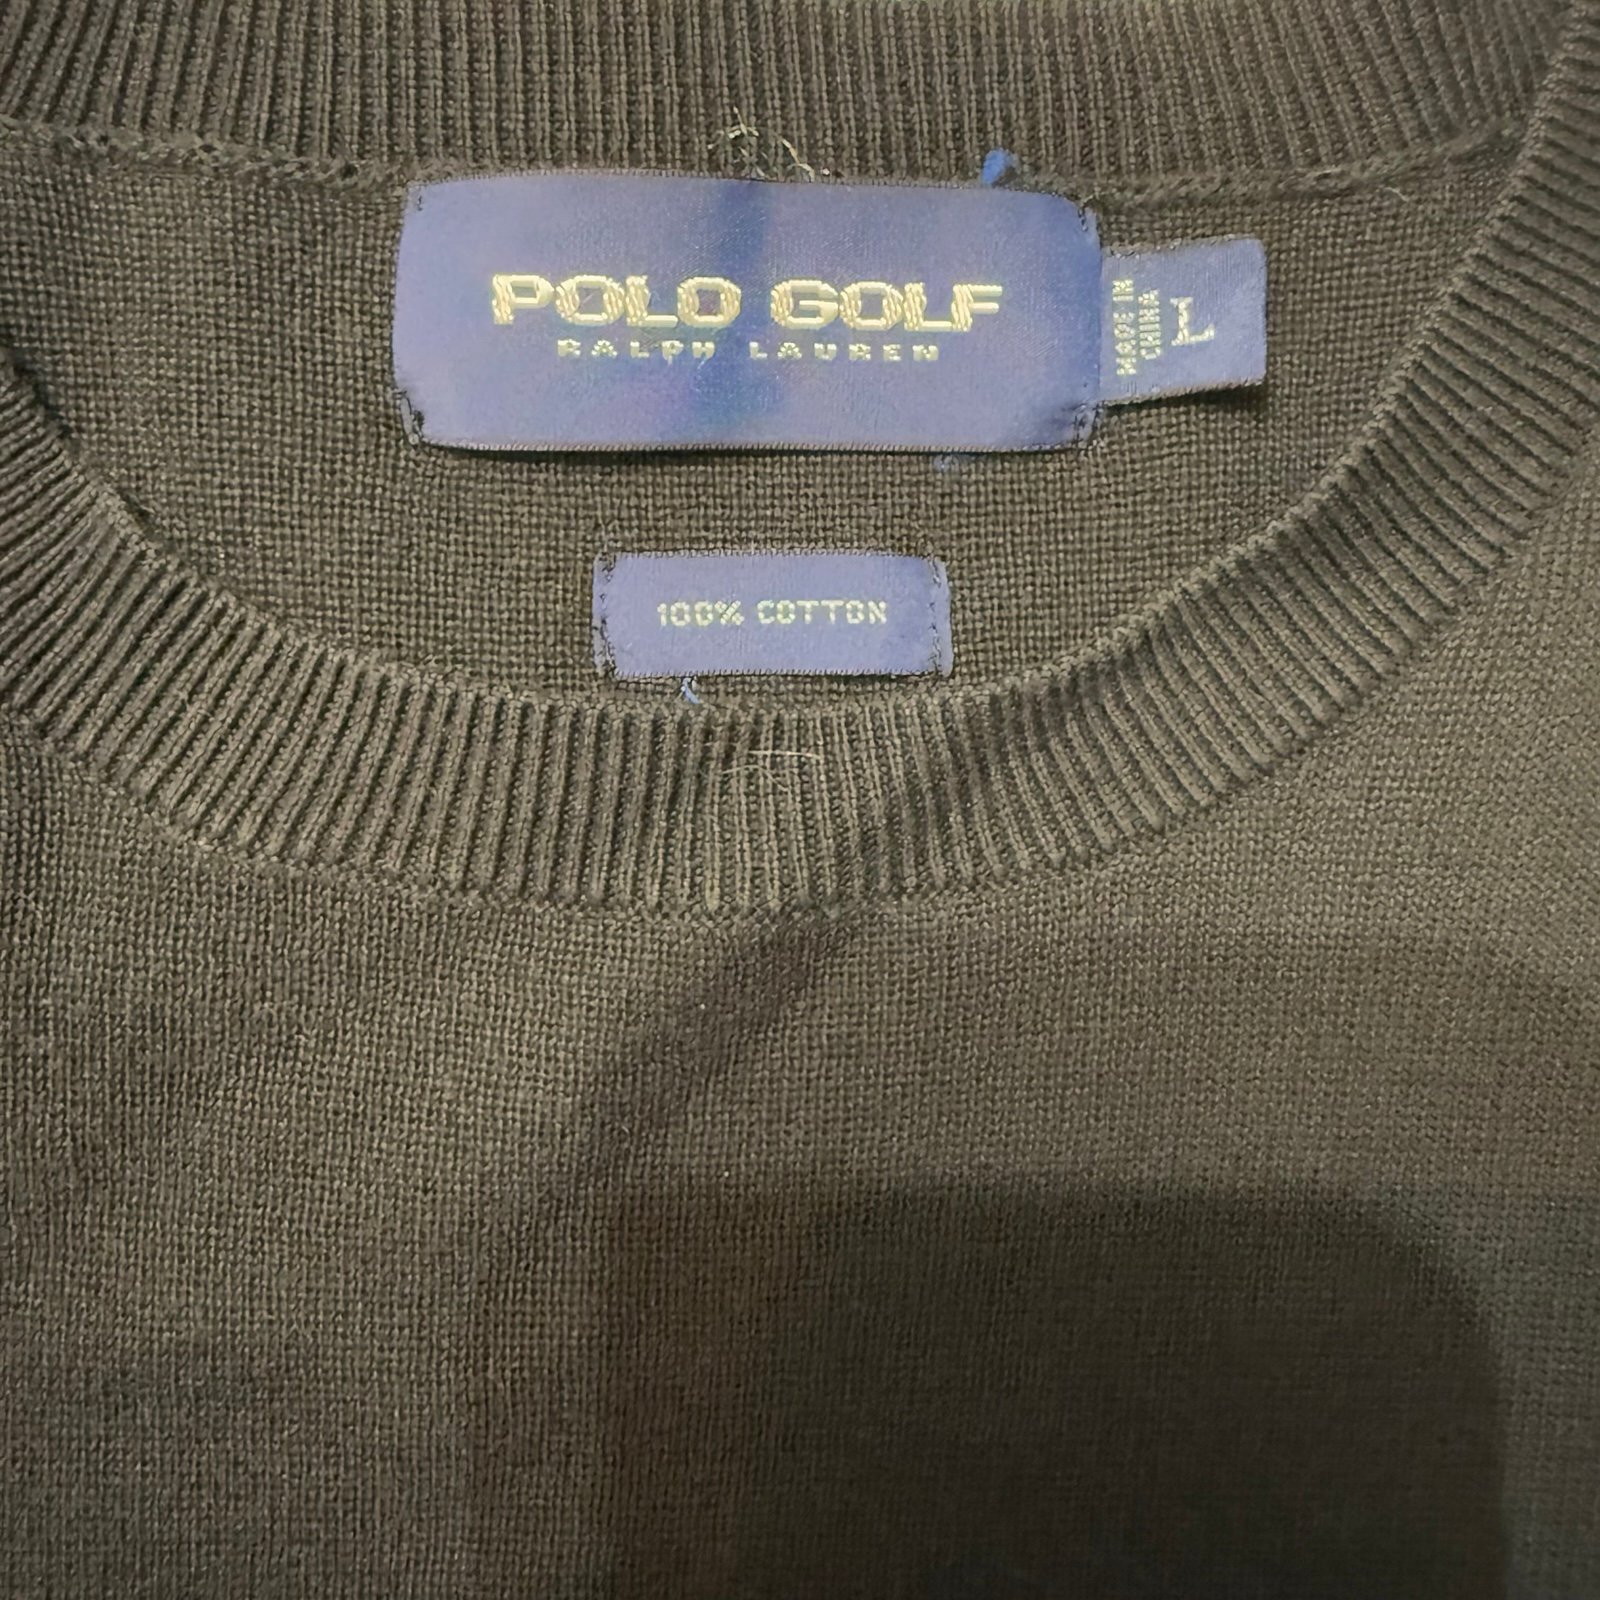 POLO GOLF
RALPH LAUREN
L
MADE IN
CHINA
100% COTTON